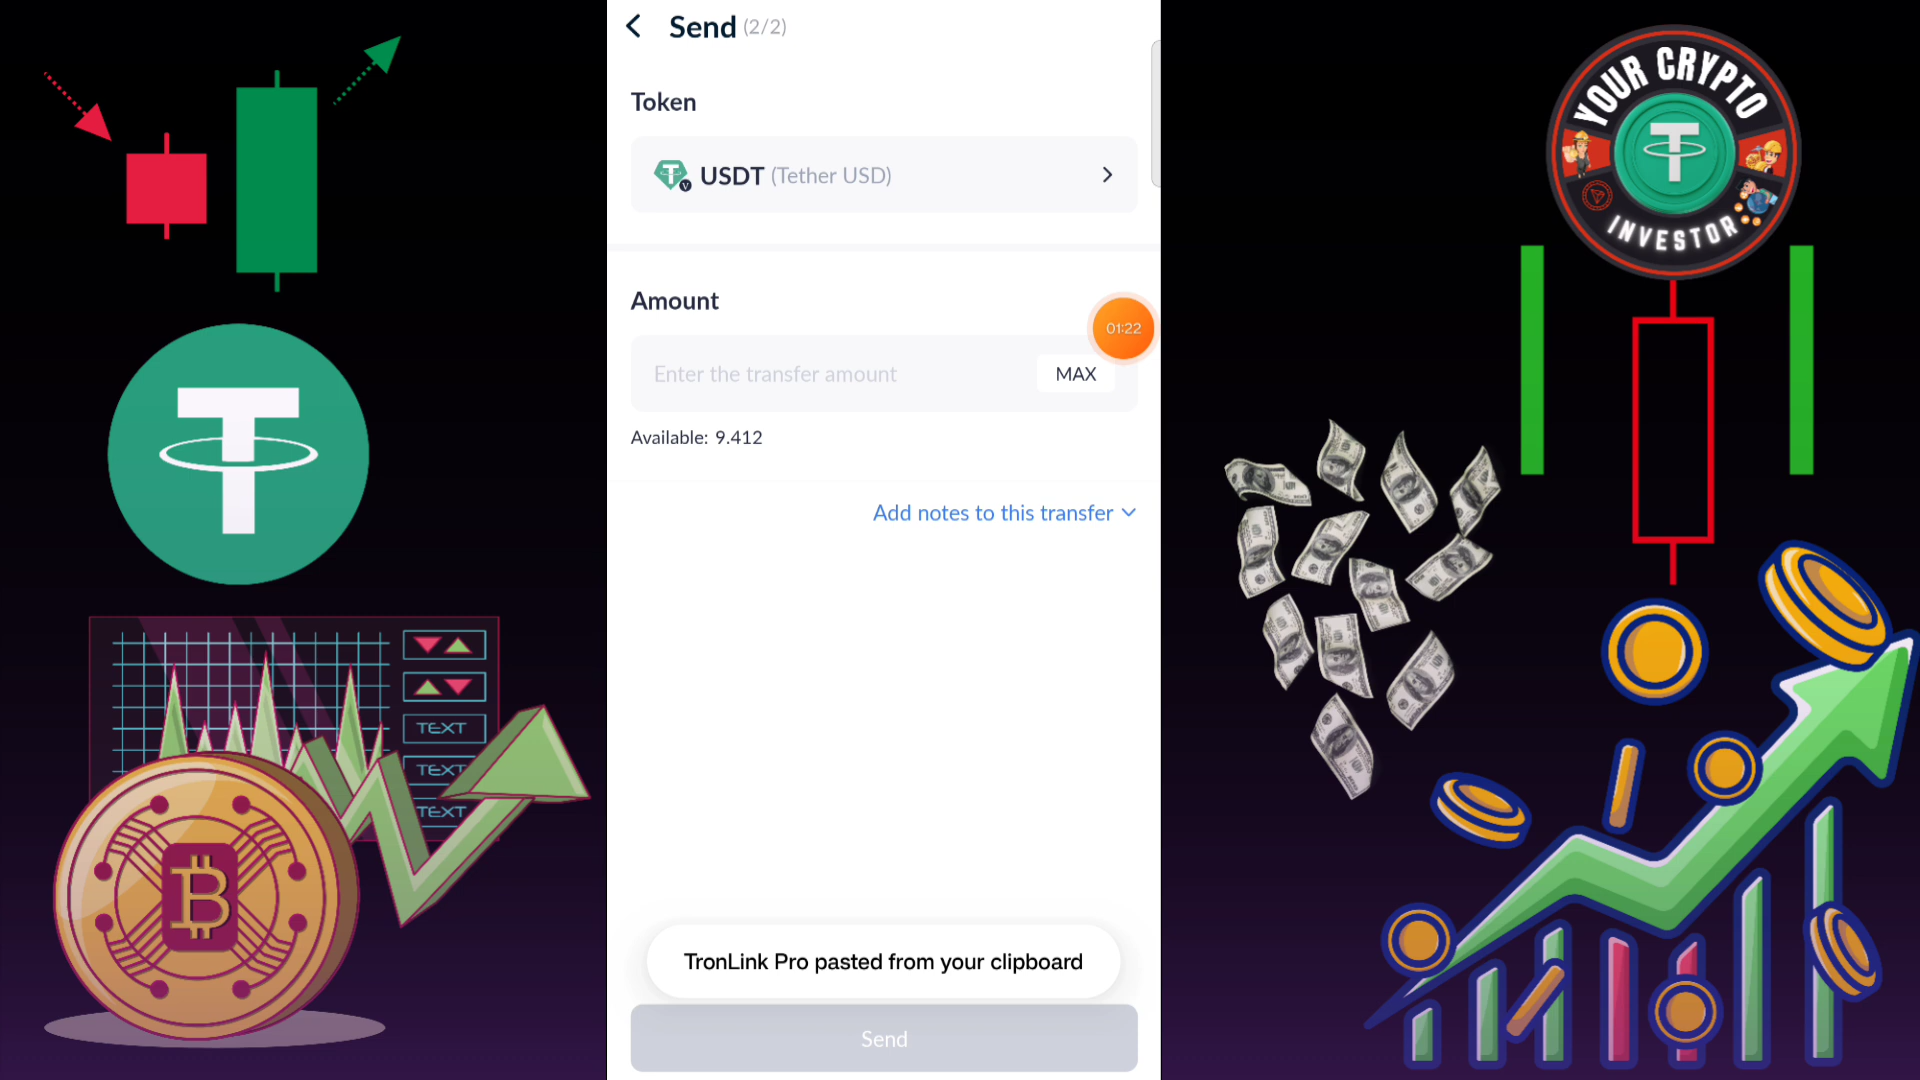 Send (2/2)
Token
USDT (Tether USD)
Amount
01:22
Enter the transfer amount
MAX
Available: 9.412
Add notes to this transfer
TronLink Pro pasted from your clipboard
Send
YOUR CRYPTO
INVESTOR
TEXT
TEXT
TEXT